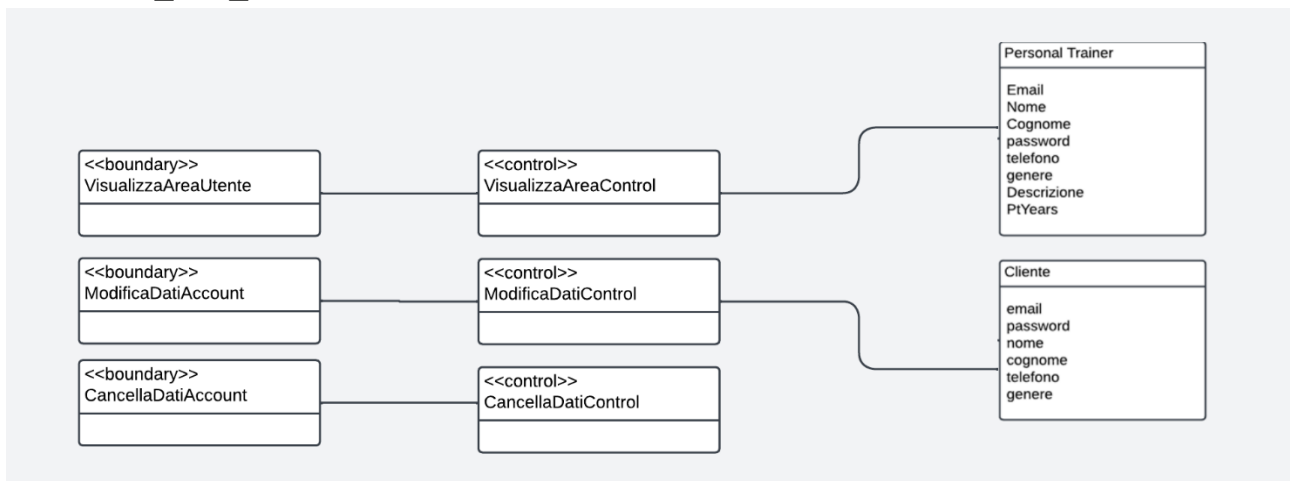 <<boundary>>
VisualizzaAreaUtente
<<control>>
VisualizzaAreaControl
Personal Trainer
Email
Nome
Cognome
password
telefono
genere
Descrizione
PtYears
<<boundary>>
ModificaDatiAccount
<<control>>
ModificaDatiControl
Cliente
email
password
nome
cognome
telefono
genere
<<boundary>>
CancellaDatiAccount
<<control>>
CancellaDatiControl